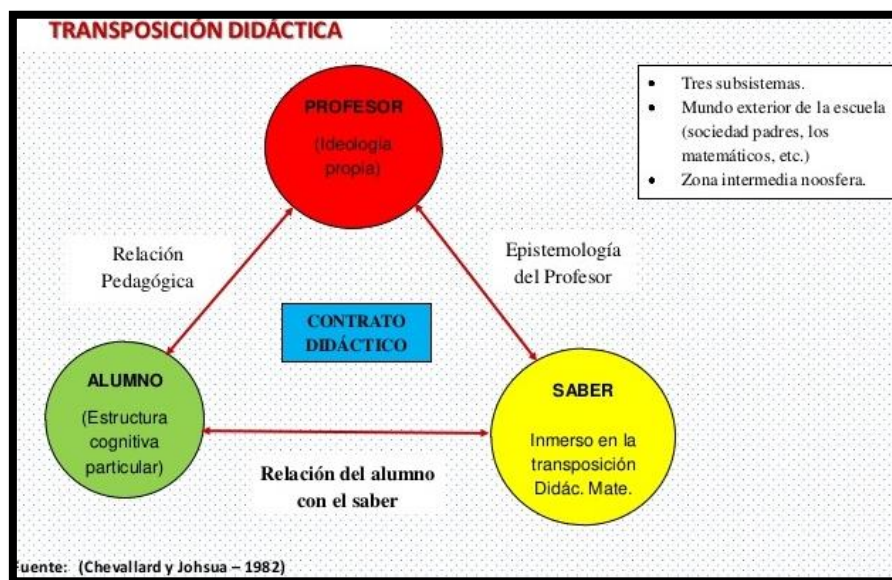 TRANSPOSICIÓN DIDÁCTICA
PROFESOR
(Ideología
propia)
• Tres subsistemas.
• Mundo exterior de la escuela
(sociedad padres, los
matemáticos, etc.)
• Zona intermedia noosfera.
Relación
Pedagógica
Epistemología
del Profesor
CONTRATO
DIDÁCTICO
ALUMNO
(Estructura
cognitiva
particular)
SABER
Inmerso en la
transposición
Didác. Mate.
Relación del alumno
con el saber
Fuente: (Chevallard y Johsua – 1982)